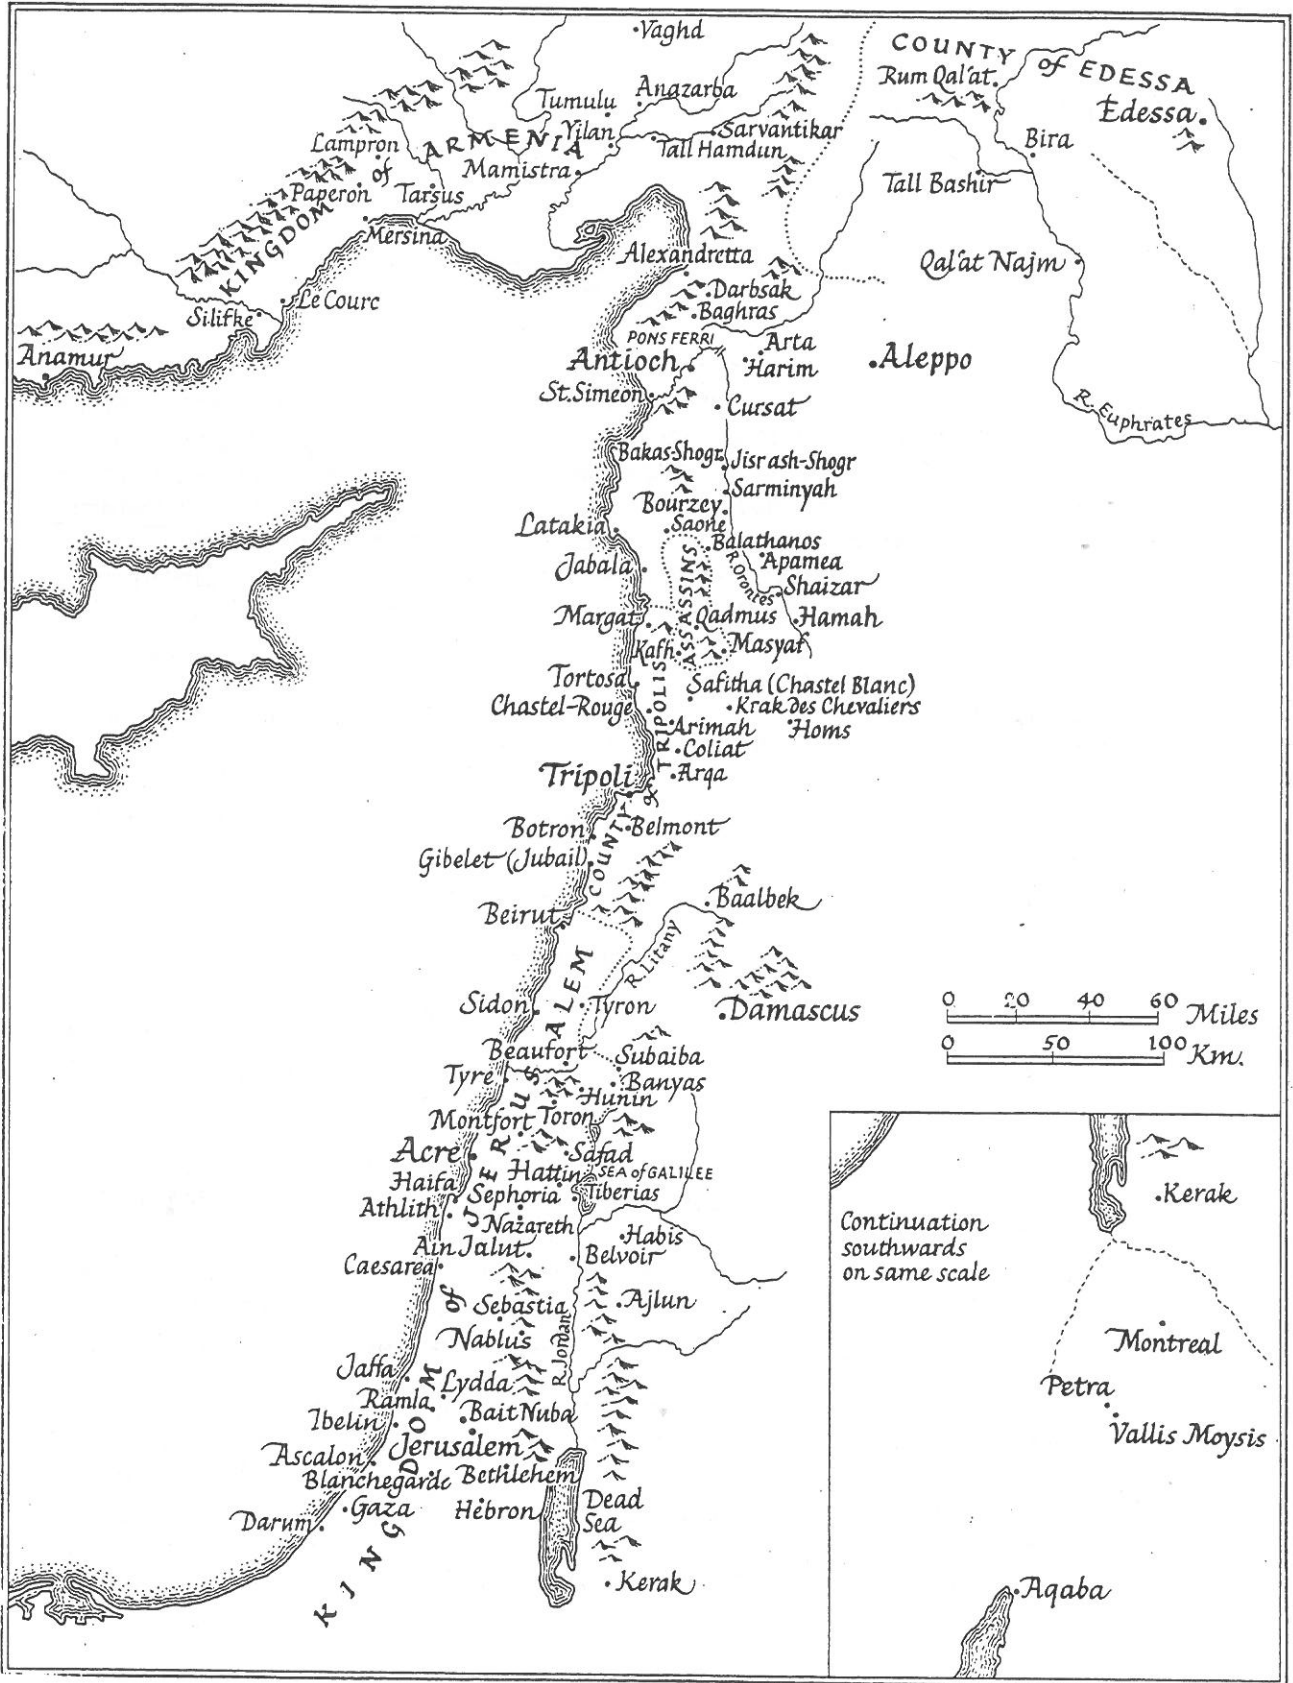 Vaghd
COUNTY of EDESSA
Rum Qal'at
Edessa
Anazarba
Tumulu
Yilan
Sarvantikar
Tall Hamdun
Bira
Lampron
KINGDOM of ARMENIA
Mamistra
Paperon
Tarsus
Tall Bashir
Mersina
Alexandretta
Qal'at Najm
Darbsak
Le Courc
Silifke
Baghras
PONS FERRI
Arta
Anamur
Antioch
Harim
Aleppo
St. Simeon
Cursat
R. Euphrates
Bakas-Shogr
Jisr ash-Shogr
Sarminyah
Bourzey
Latakia
Saone
Balathanos
Apamea
Jabala
R. Orontes
Shaizar
ASSASSINS
Margat
Qadmus
Hamah
Kafh
Masyaf
Tortosa
Safitha (Chastel Blanc)
Chastel-Rouge
Krak des Chevaliers
Arimah
Homs
Coliat
Tripoli
Arqa
COUNTY of TRIPOLIS
Botron
Belmont
Gibelet (Jubail)
Baalbek
Beirut
R. Litany
Sidon
Tyron
Damascus
0 20 40 60 Miles
0 50 100 Km.
Beaufort
Subaiba
Tyre
Banyas
Hunin
Montfort
Toron
Acre
Safad
Hattin
SEA of GALILEE
Haifa
Sephoria
Tiberias
Athlith
Nazareth
Habis
Ain Jalut
Belvoir
Caesarea
Sebastia
Ajlun
Nablus
R. Jordan
Jaffa
Lydda
Ramla
Ibelin
Bait Nuba
Jerusalem
Ascalon
Blanchegarde
Bethlehem
Gaza
Hebron
Dead
Sea
Darum
KINGDOM of JERUSALEM
Kerak
Kerak
Continuation
southwards
on same scale
Montreal
Petra
Vallis Moysis
Aqaba